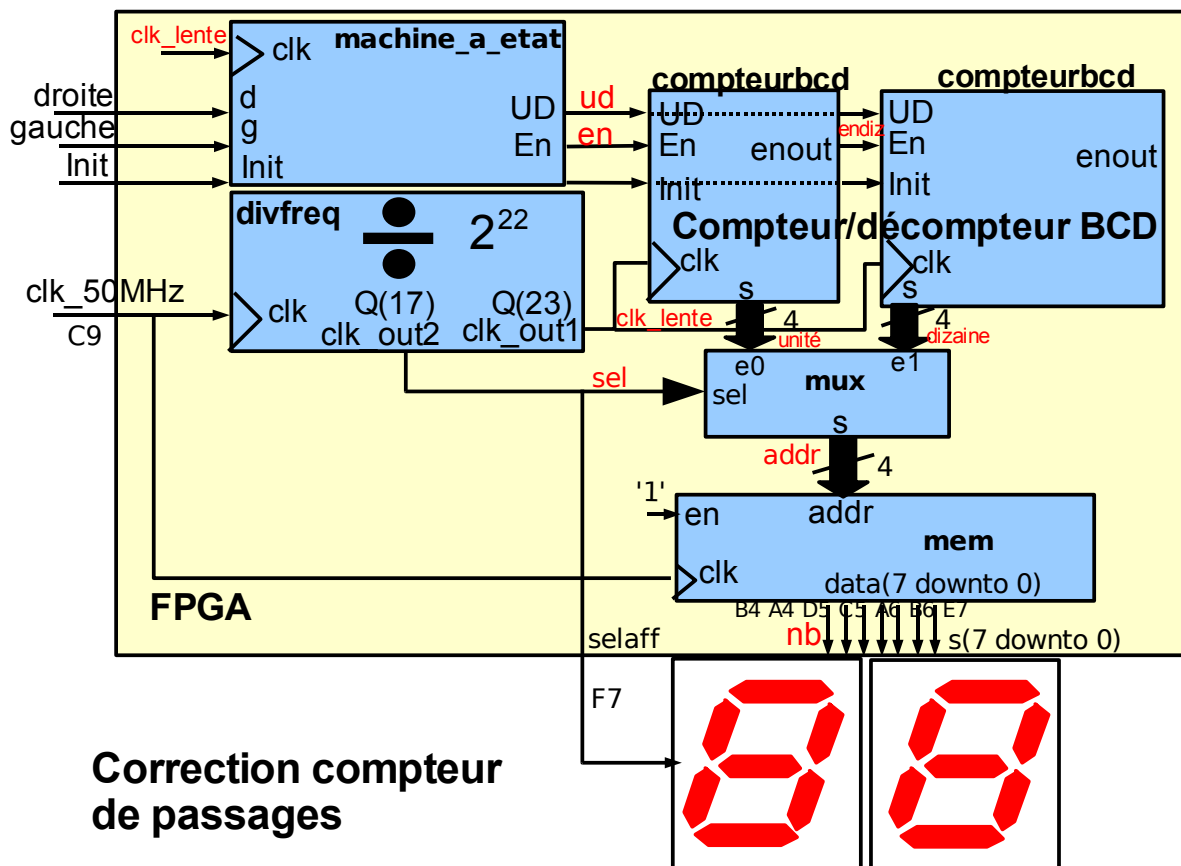 clk_lente
clk
machine_a_etat
droite
gauche
Init
d
g
Init
UD
En
ud
en
compteurbcd
UD
En
Init
enout
endiz
compteurbcd
UD
En
Init
enout
Compteur/décompteur BCD
clk
s
4
unité
clk
s
4
dizaine
divfreq
2^22
clk_50MHz
C9
clk
Q(17)
clk_out2
Q(23)
clk_out1
clk_lente
sel
e0
e1
sel
mux
s
addr
4
'1'
en
addr
mem
clk
data(7 downto 0)
FPGA
B4 A4 D5 C5 A6 B6 E7
nb
s(7 downto 0)
selaff
F7
Correction compteur
de passages